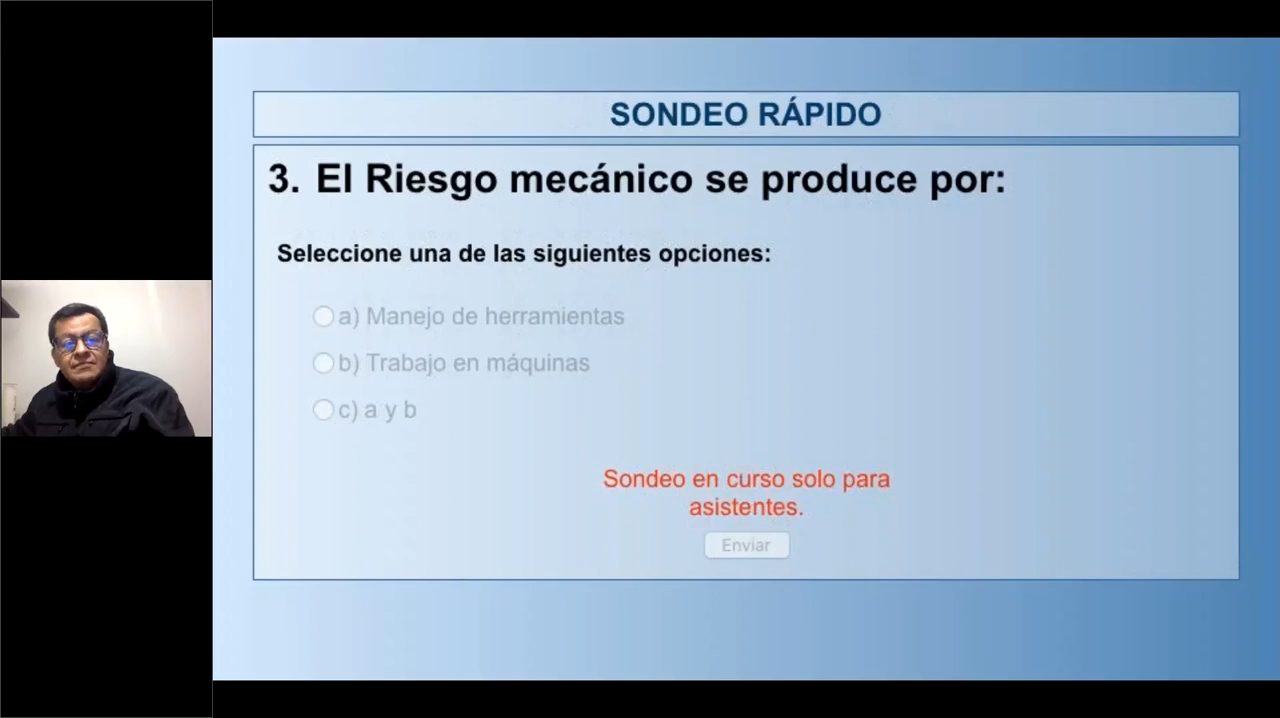 SONDEO RÁPIDO
3. El Riesgo mecánico se produce por:
Seleccione una de las siguientes opciones:
a) Manejo de herramientas
b) Trabajo en máquinas
c) a y b
Sondeo en curso solo para
asistentes.
Enviar